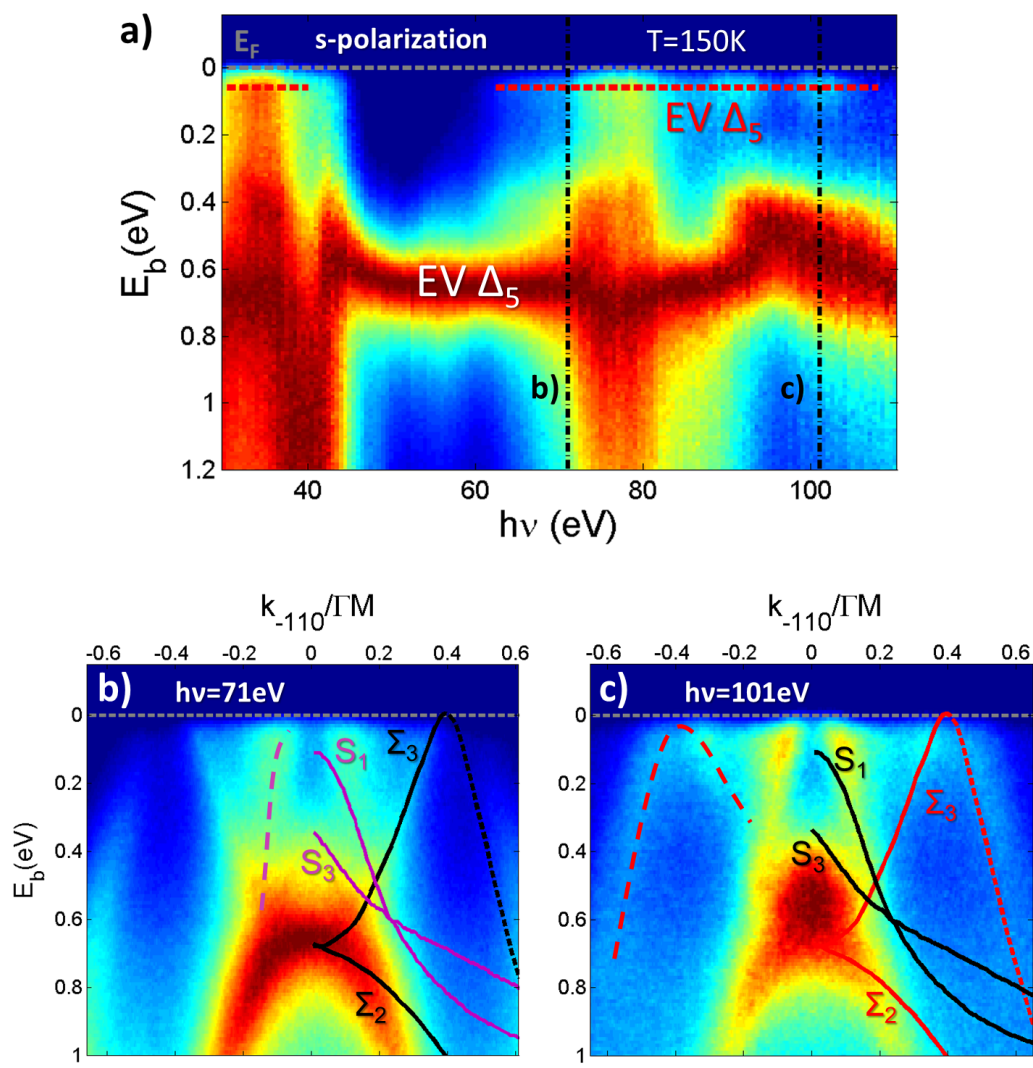 a)
E_F
s-polarization
T=150K
EV Δ₅
EV Δ₅
b)
c)
0
0.2
0.4
0.6
0.8
1
1.2
E_b(eV)
40
60
80
100
hν (eV)
k₋₁₁₀/ΓM
-0.6
-0.4
-0.2
0
0.2
0.4
0.6
b)
hν=71eV
Σ₃
S₁
S₃
Σ₂
0
0.2
0.4
0.6
0.8
1
E_b(eV)
k₋₁₁₀/ΓM
-0.6
-0.4
-0.2
0
0.2
0.4
0.6
c)
hν=101eV
S₁
Σ₃
S₃
Σ₂
0
0.2
0.4
0.6
0.8
1